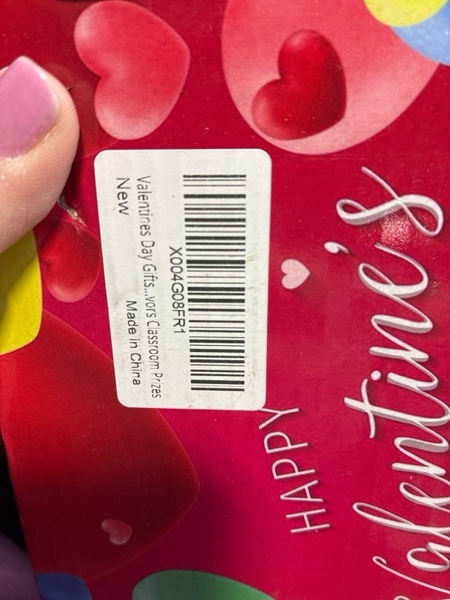 X004G08FR1
Valentines Day Gifts...vors Classroom Prizes
New
Made in China
HAPPY
Valentine's